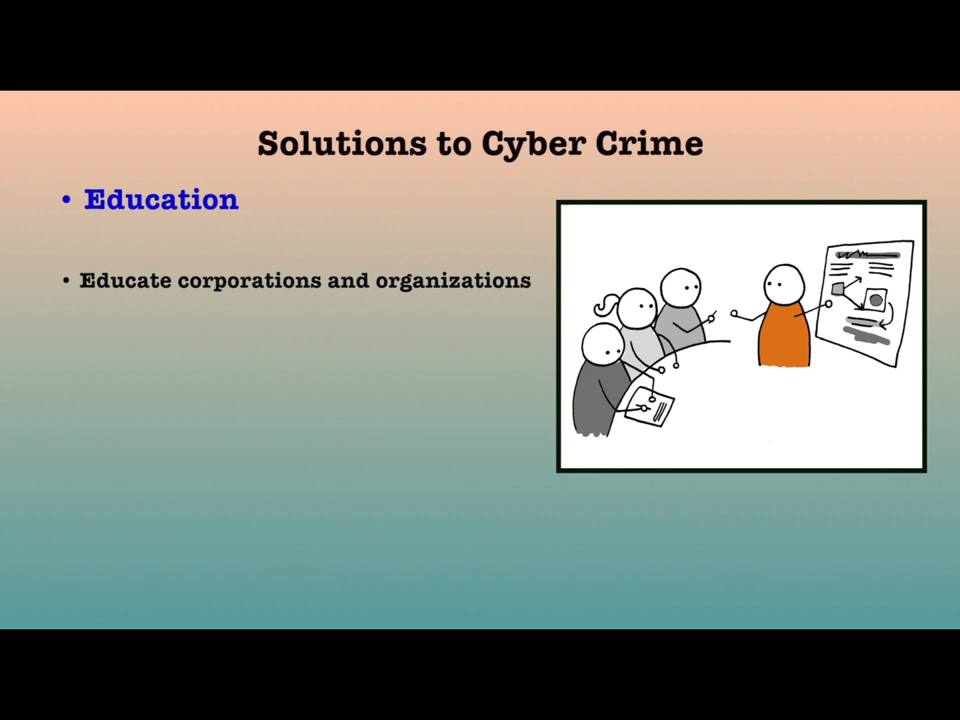 Solutions to Cyber Crime
• Education
• Educate corporations and organizations